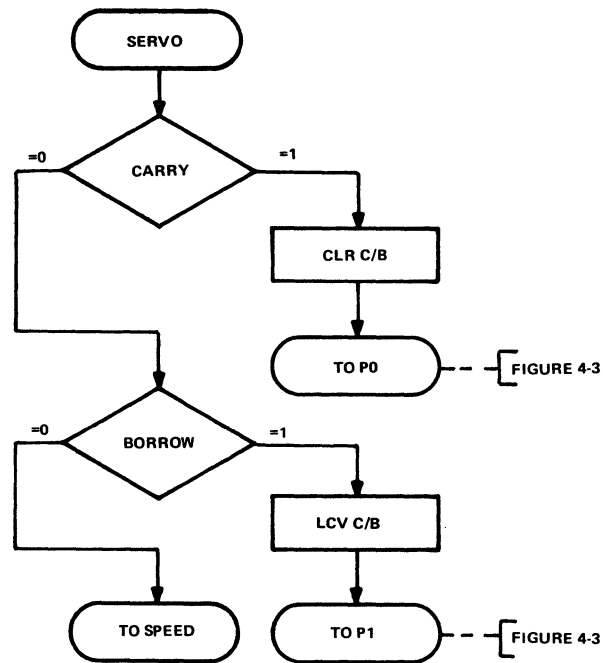 SERVO
=0
CARRY
=1
CLR C/B
TO P0
FIGURE 4-3
=0
BORROW
=1
LCV C/B
TO SPEED
TO P1
FIGURE 4-3